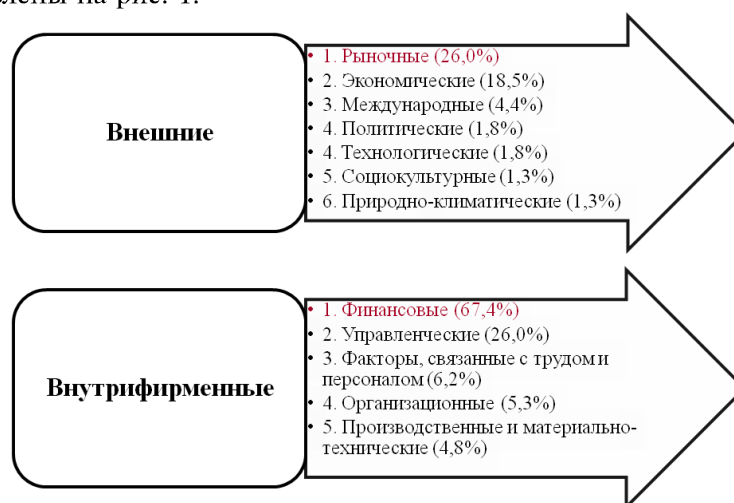 на рис. 1.
Внешние
• 1. Рыночные (26,0%)
• 2. Экономические (18,5%)
• 3. Международные (4,4%)
• 4. Политические (1,8%)
• 4. Технологические (1,8%)
• 5. Социокультурные (1,3%)
• 6. Природно-климатические (1,3%)
Внутрифирменные
• 1. Финансовые (67,4%)
• 2. Управленческие (26,0%)
• 3. Факторы, связанные с трудом и
персоналом (6,2%)
• 4. Организационные (5,3%)
• 5. Производственные и материально-
технические (4,8%)